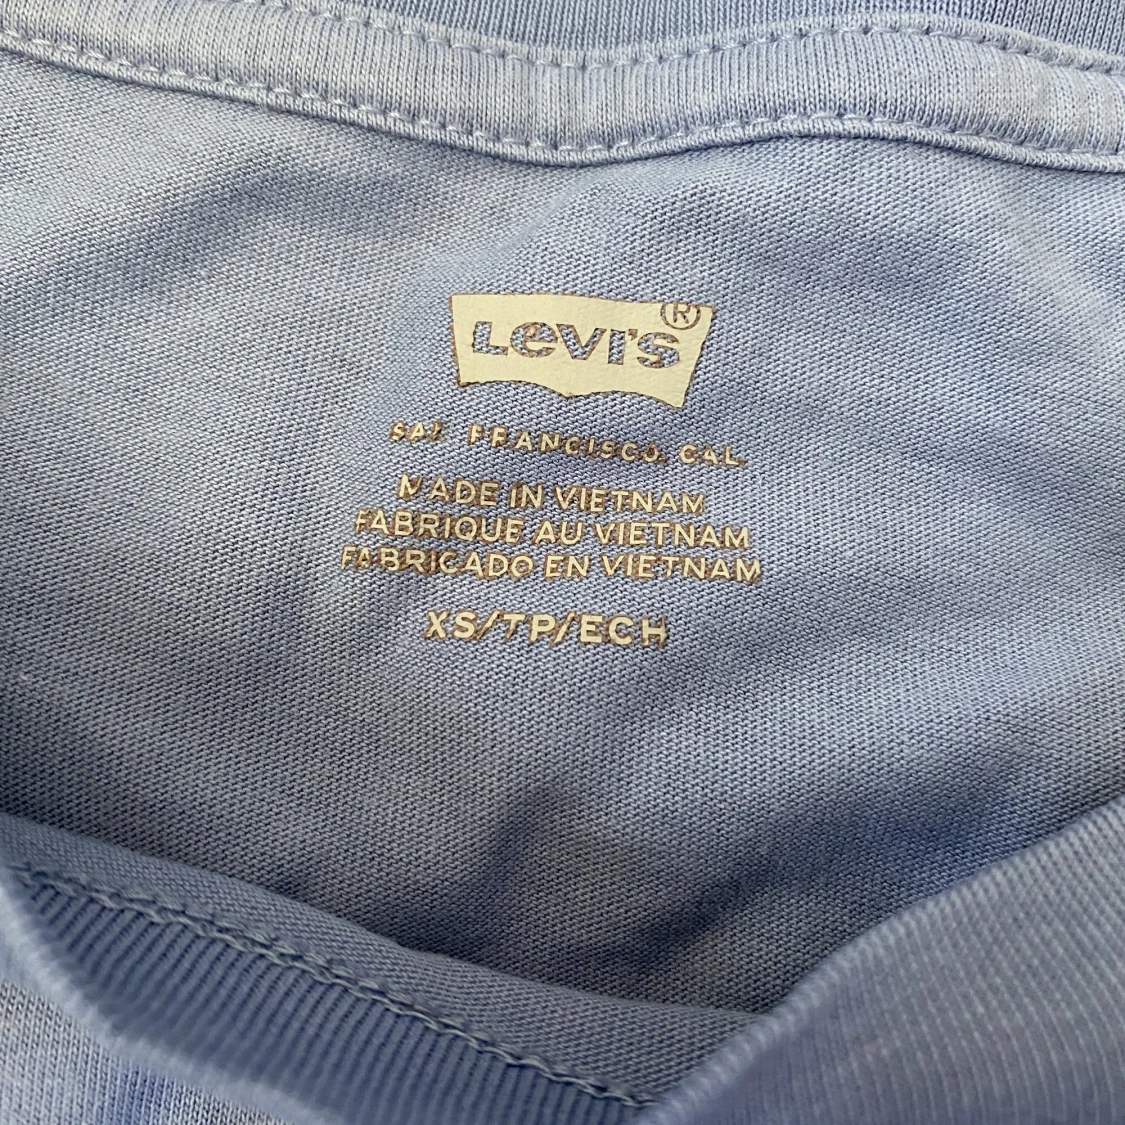 Levi's®
SAN FRANCISCO, CAL.
MADE IN VIETNAM
FABRIQUE AU VIETNAM
FABRICADO EN VIETNAM
XS/TP/ECH